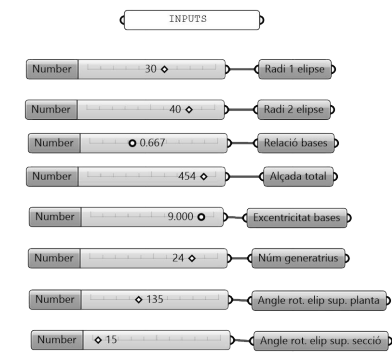 INPUTS
Number 30 Radi 1 elipse
Number 40 Radi 2 elipse
Number 0.667 Relació bases
Number 454 Alçada total
Number 9.000 Excentricitat bases
Number 24 Núm generatrius
Number 135 Angle rot. elip sup. planta
Number 15 Angle rot. elip sup. secció